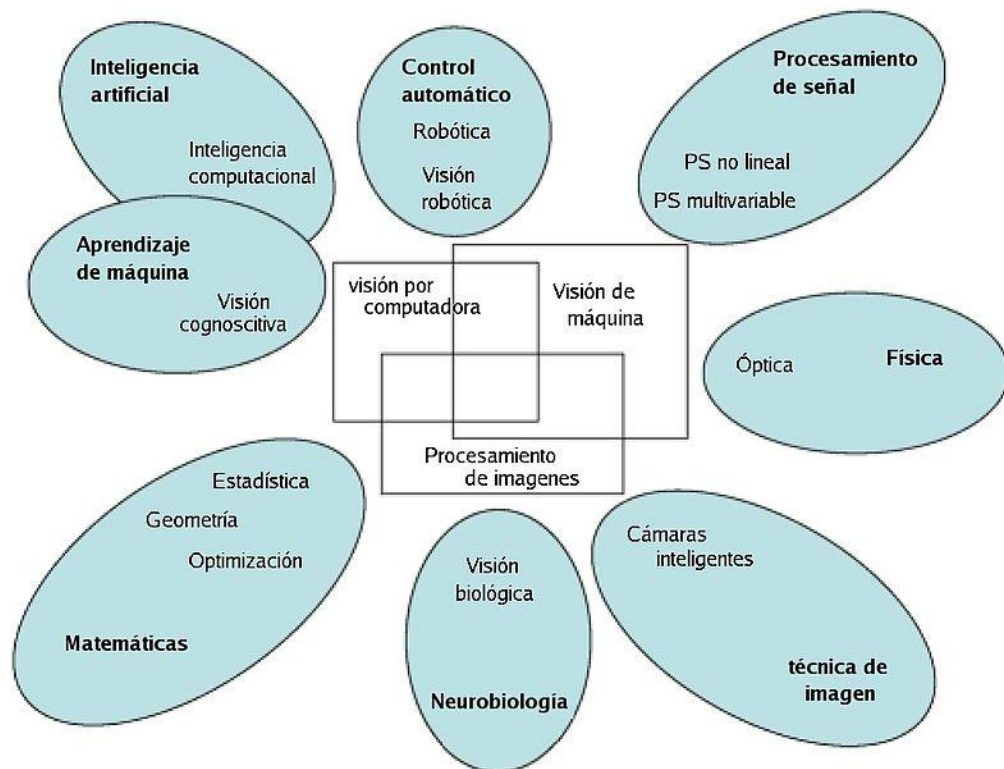 Inteligencia
artificial
Inteligencia
computacional
Control
automático
Robótica
Visión
robótica
Procesamiento
de señal
PS no lineal
PS multivariable
Aprendizaje
de máquina
Visión
cognoscitiva
visión por
computadora
Visión de
máquina
Procesamiento
de imagenes
Óptica
Física
Estadística
Geometría
Optimización
Matemáticas
Visión
biológica
Neurobiología
Cámaras
inteligentes
técnica de
imagen